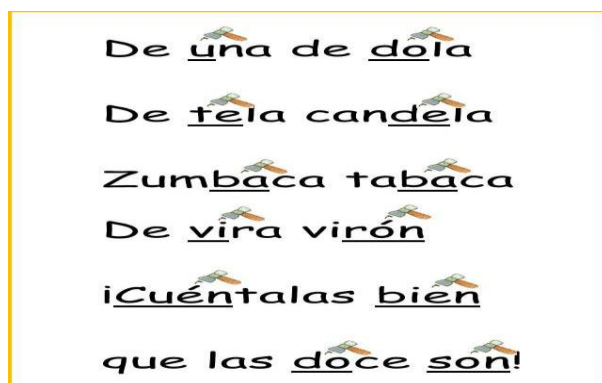 De una de dola
De tela candela
Zumbaca tabaca
De vira virón
¡Cuéntalas bien
que las doce son!